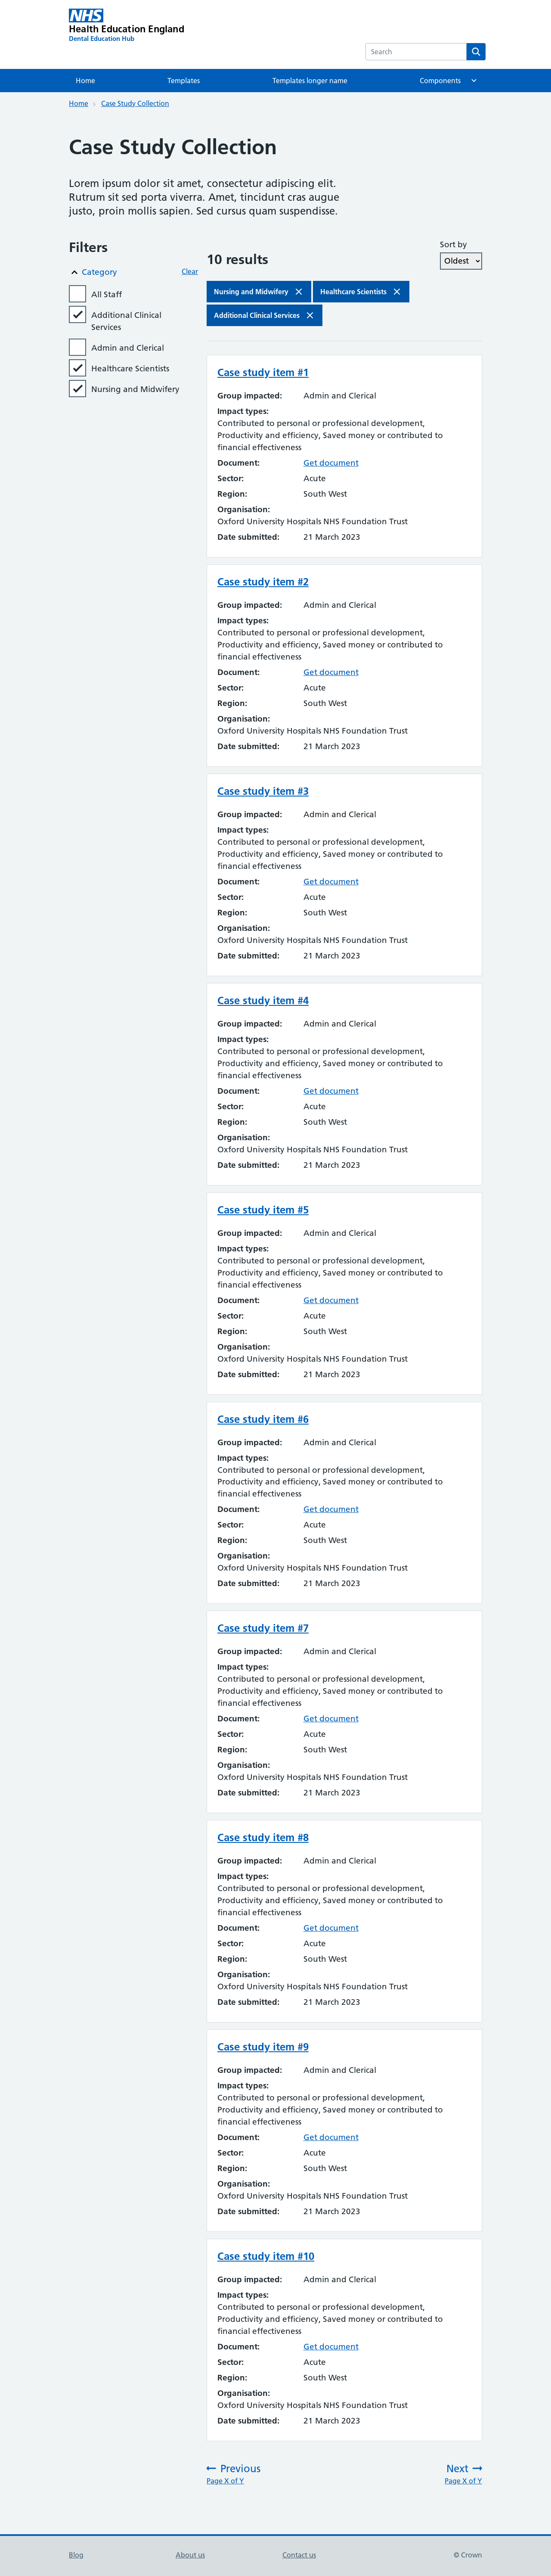 NHS
Health Education England
Dental Education Hub
Search
Home Templates Templates longer name Components
Home Case Study Collection
Case Study Collection
Lorem ipsum dolor sit amet, consectetur adipiscing elit.
Rutrum sit sed porta viverra. Amet, tincidunt cras augue
justo, proin mollis sapien. Sed cursus quam suspendisse.
Filters
Category Clear
All Staff
Additional Clinical
Services
Admin and Clerical
Healthcare Scientists
Nursing and Midwifery
10 results
Sort by
Oldest
Nursing and Midwifery Healthcare Scientists
Additional Clinical Services
Case study item #1
Group impacted: Admin and Clerical
Impact types:
Contributed to personal or professional development,
Productivity and efficiency, Saved money or contributed to
financial effectiveness
Document: Get document
Sector: Acute
Region: South West
Organisation:
Oxford University Hospitals NHS Foundation Trust
Date submitted: 21 March 2023
Case study item #2
Group impacted: Admin and Clerical
Impact types:
Contributed to personal or professional development,
Productivity and efficiency, Saved money or contributed to
financial effectiveness
Document: Get document
Sector: Acute
Region: South West
Organisation:
Oxford University Hospitals NHS Foundation Trust
Date submitted: 21 March 2023
Case study item #3
Group impacted: Admin and Clerical
Impact types:
Contributed to personal or professional development,
Productivity and efficiency, Saved money or contributed to
financial effectiveness
Document: Get document
Sector: Acute
Region: South West
Organisation:
Oxford University Hospitals NHS Foundation Trust
Date submitted: 21 March 2023
Case study item #4
Group impacted: Admin and Clerical
Impact types:
Contributed to personal or professional development,
Productivity and efficiency, Saved money or contributed to
financial effectiveness
Document: Get document
Sector: Acute
Region: South West
Organisation:
Oxford University Hospitals NHS Foundation Trust
Date submitted: 21 March 2023
Case study item #5
Group impacted: Admin and Clerical
Impact types:
Contributed to personal or professional development,
Productivity and efficiency, Saved money or contributed to
financial effectiveness
Document: Get document
Sector: Acute
Region: South West
Organisation:
Oxford University Hospitals NHS Foundation Trust
Date submitted: 21 March 2023
Case study item #6
Group impacted: Admin and Clerical
Impact types:
Contributed to personal or professional development,
Productivity and efficiency, Saved money or contributed to
financial effectiveness
Document: Get document
Sector: Acute
Region: South West
Organisation:
Oxford University Hospitals NHS Foundation Trust
Date submitted: 21 March 2023
Case study item #7
Group impacted: Admin and Clerical
Impact types:
Contributed to personal or professional development,
Productivity and efficiency, Saved money or contributed to
financial effectiveness
Document: Get document
Sector: Acute
Region: South West
Organisation:
Oxford University Hospitals NHS Foundation Trust
Date submitted: 21 March 2023
Case study item #8
Group impacted: Admin and Clerical
Impact types:
Contributed to personal or professional development,
Productivity and efficiency, Saved money or contributed to
financial effectiveness
Document: Get document
Sector: Acute
Region: South West
Organisation:
Oxford University Hospitals NHS Foundation Trust
Date submitted: 21 March 2023
Case study item #9
Group impacted: Admin and Clerical
Impact types:
Contributed to personal or professional development,
Productivity and efficiency, Saved money or contributed to
financial effectiveness
Document: Get document
Sector: Acute
Region: South West
Organisation:
Oxford University Hospitals NHS Foundation Trust
Date submitted: 21 March 2023
Case study item #10
Group impacted: Admin and Clerical
Impact types:
Contributed to personal or professional development,
Productivity and efficiency, Saved money or contributed to
financial effectiveness
Document: Get document
Sector: Acute
Region: South West
Organisation:
Oxford University Hospitals NHS Foundation Trust
Date submitted: 21 March 2023
Previous Next
Page X of Y Page X of Y
Blog About us Contact us © Crown